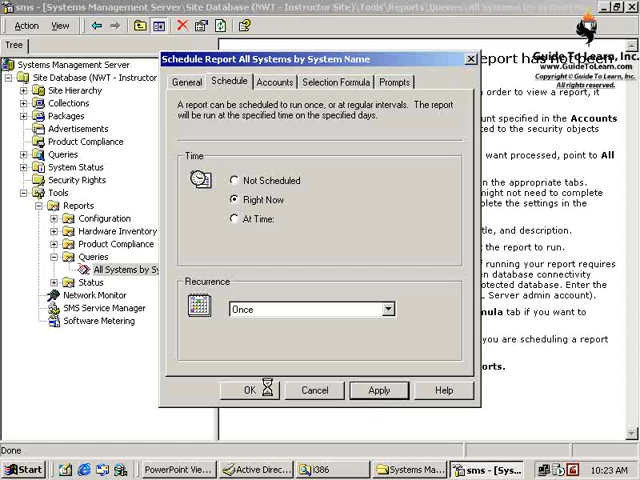 sms - [Systems Management Server\Site Database (NWT - Instructor Site)\Tools\Reports\Queries\All Systems by System
Action View
Tree
Systems Management Server
Site Database (NWT - Instructor
Site Hierarchy
Collections
Packages
Advertisements
Product Compliance
Queries
System Status
Security Rights
Tools
Reports
Configuration
Hardware Inventory
Product Compliance
Queries
All Systems by Sy
Status
Network Monitor
SMS Service Manager
Software Metering
Schedule Report All Systems by System Name
General Schedule Accounts Selection Formula Prompts
A report can be scheduled to run once, or at regular intervals. The report
will be run at the specified time on the specified days.
Time
Not Scheduled
Right Now
At Time:
Recurrence
Once
OK Cancel Apply Help
eport has not been
Guide To Learn, Inc.
www.GuideToLearn.com
Copyright © Guide To Learn, Inc.
All rights reserved.
order to view a report, it
unt specified in the Accounts
ted to the security objects
want processed, point to All
n the appropriate tabs.
might not need to complete
plete the settings in the
title, and description.
t the report to run.
if running your report requires
en database connectivity
rotected database. Enter the
L Server admin account).
mula tab if you want to
you are scheduling a report
ports.
Done
Start PowerPoint Vie... Active Direc... i386 Systems Ma... sms - [Sys... 10:23 AM